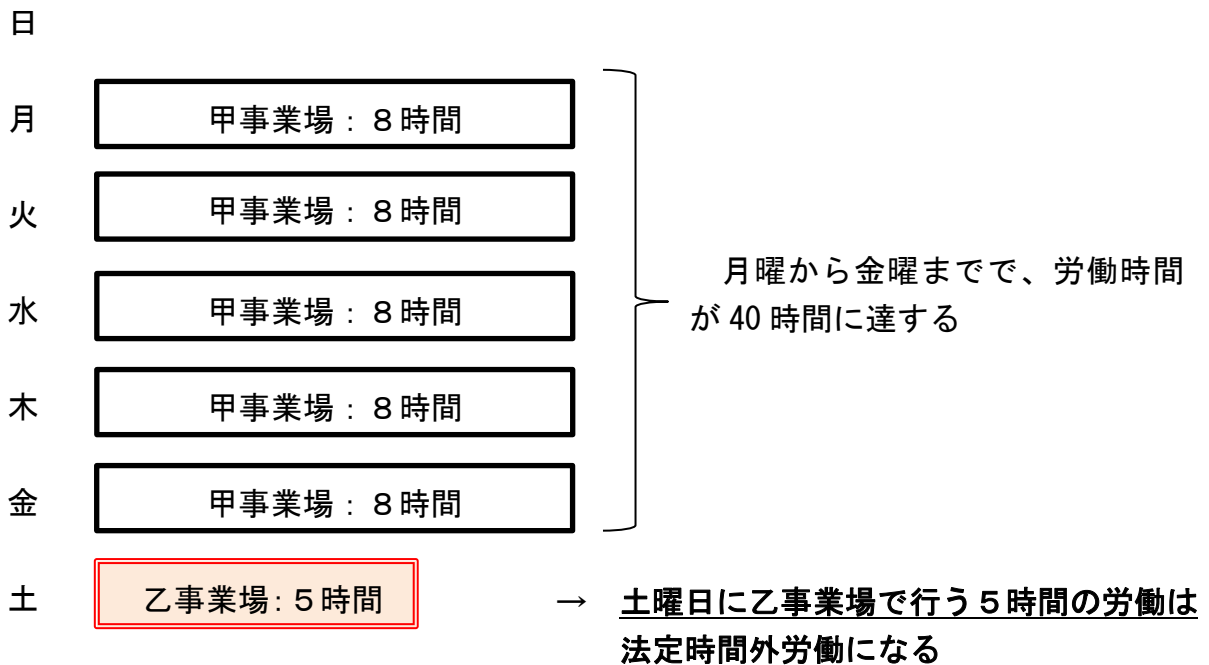 日
月
甲事業場：８時間
火
甲事業場：８時間
水
甲事業場：８時間
木
甲事業場：８時間
金
甲事業場：８時間
月曜から金曜までで、労働時間
が 40 時間に達する
土
乙事業場：５時間
→ 土曜日に乙事業場で行う５時間の労働は
法定時間外労働になる